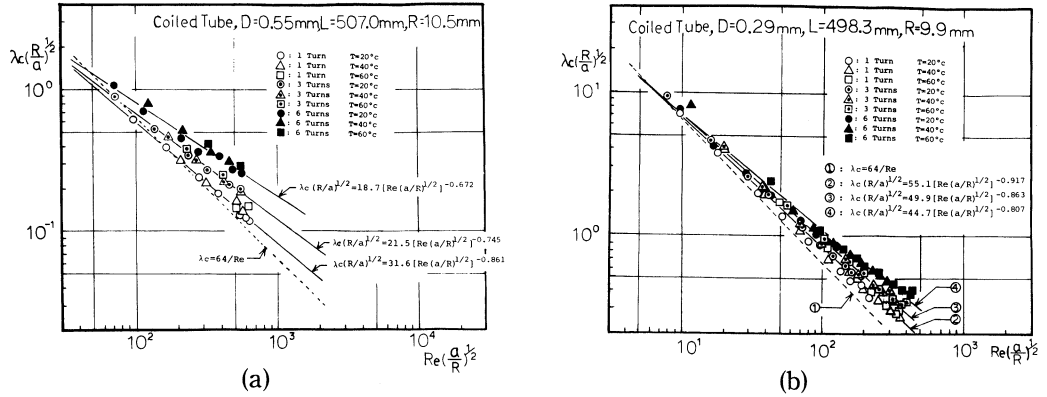 Coiled Tube, D=0.55mm, L=507.0mm, R=10.5mm
λc(R/a)^1/2
○: 1 Turn T=20°c
△: 1 Turn T=40°c
□: 1 Turn T=60°c
⊙: 3 Turns T=20°c
3 Turns T=40°c
3 Turns T=60°c
●: 6 Turns T=20°c
▲: 6 Turns T=40°c
■: 6 Turns T=60°c
10^0
λc(R/a)^1/2=18.7[Re(a/R)^1/2]^-0.672
10^-1
λc(R/a)^1/2=21.5[Re(a/R)^1/2]^-0.745
λc=64/Re
λc(R/a)^1/2=31.6[Re(a/R)^1/2]^-0.861
10^2
10^3
10^4
Re(a/R)^1/2
(a)
Coiled Tube, D=0.29mm, L=498.3mm, R=9.9mm
λc(R/a)^1/2
○: 1 Turn T=20°c
△: 1 Turn T=40°c
□: 1 Turn T=60°c
⊙: 3 Turns T=20°c
3 Turns T=40°c
3 Turns T=60°c
●: 6 Turns T=20°c
▲: 6 Turns T=40°c
■: 6 Turns T=60°c
10^1
①: λc=64/Re
②: λc(R/a)^1/2=55.1[Re(a/R)^1/2]^-0.917
③: λc(R/a)^1/2=49.9[Re(a/R)^1/2]^-0.863
④: λc(R/a)^1/2=44.7[Re(a/R)^1/2]^-0.807
10^0
①
④
③
②
10^1
10^2
10^3
Re(a/R)^1/2
(b)